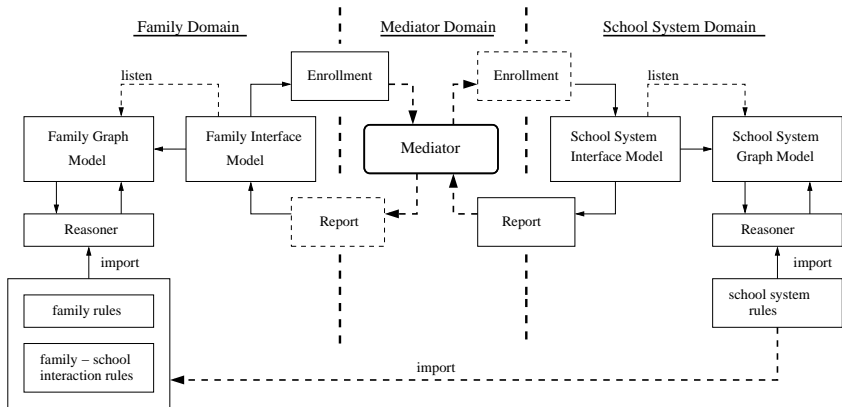 Family Domain
Mediator Domain
School System Domain
listen
Enrollment
Enrollment
listen
Family Graph
Model
Family Interface
Model
Mediator
School System
Interface Model
School System
Graph Model
Reasoner
Report
Report
Reasoner
import
import
family rules
school system
rules
family – school
interaction rules
import